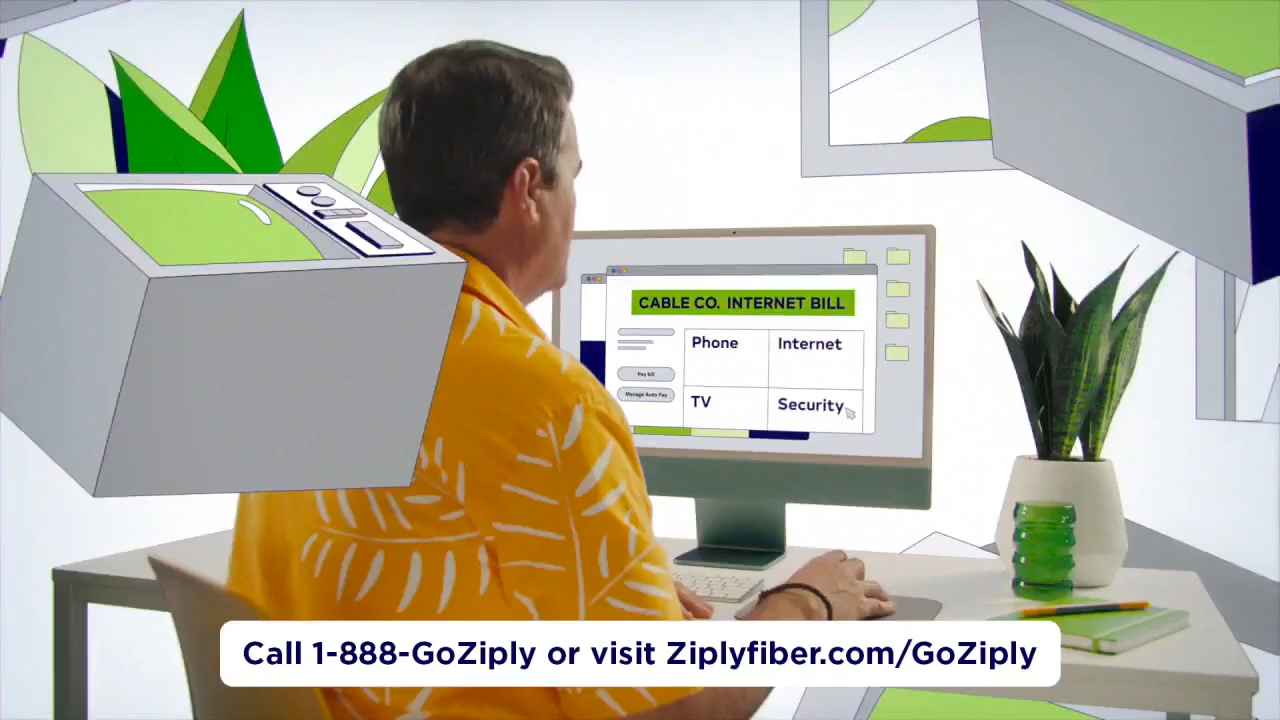 CABLE CO. INTERNET BILL
Phone
Internet
Pay bill
Manage Auto Pay
TV
Security
Call 1-888-GoZiply or visit Ziplyfiber.com/GoZiply